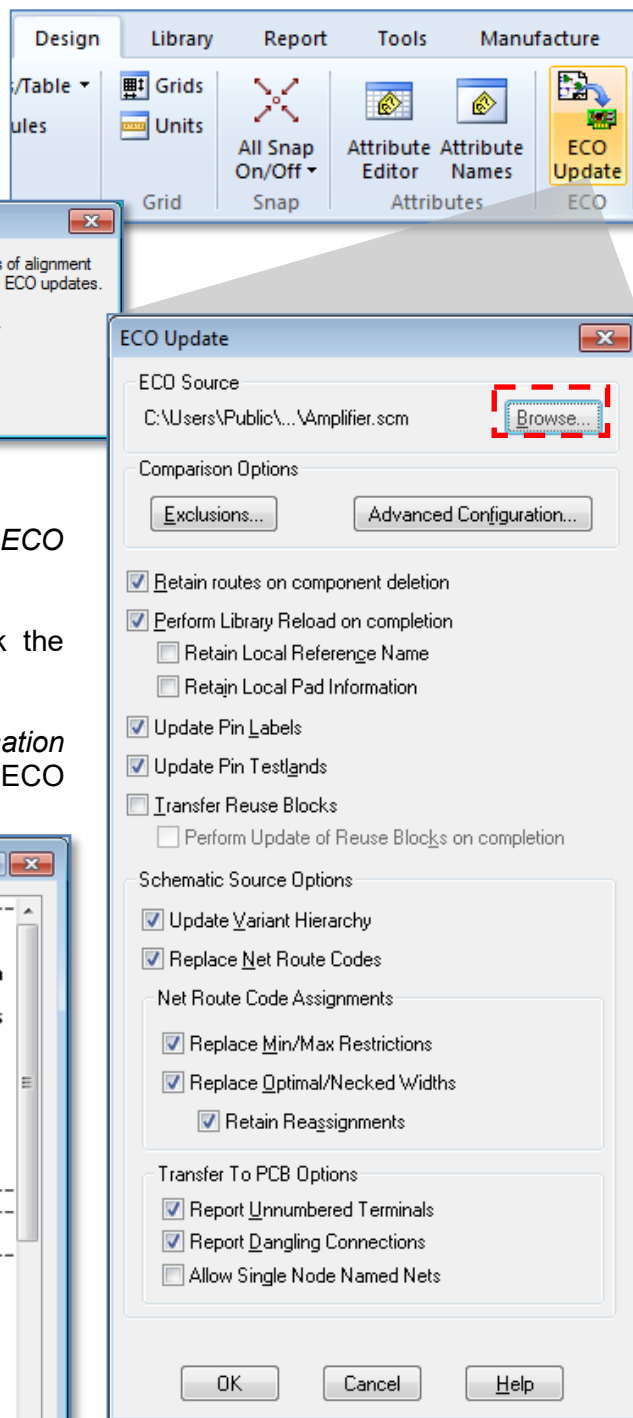 Design Library Report Tools Manufacture
/Table Grids
ules Units
All Snap On/Off
Attribute Editor
Attribute Names
ECO Update
Grid Snap Attributes ECO
s of alignment
ECO updates.
ECO Update
ECO Source
C:\Users\Public\...\Amplifier.scm Browse...
Comparison Options
Exclusions... Advanced Configuration...
ECO
Retain routes on component deletion
Perform Library Reload on completion
k the
Retain Local Reference Name
Retain Local Pad Information
ation
Update Pin Labels
ECO
Update Pin Testlands
Transfer Reuse Blocks
Perform Update of Reuse Blocks on completion
Schematic Source Options
Update Variant Hierarchy
Replace Net Route Codes
Net Route Code Assignments
Replace Min/Max Restrictions
Replace Optimal/Necked Widths
Retain Reassignments
Transfer To PCB Options
Report Unnumbered Terminals
Report Dangling Connections
Allow Single Node Named Nets
OK Cancel Help